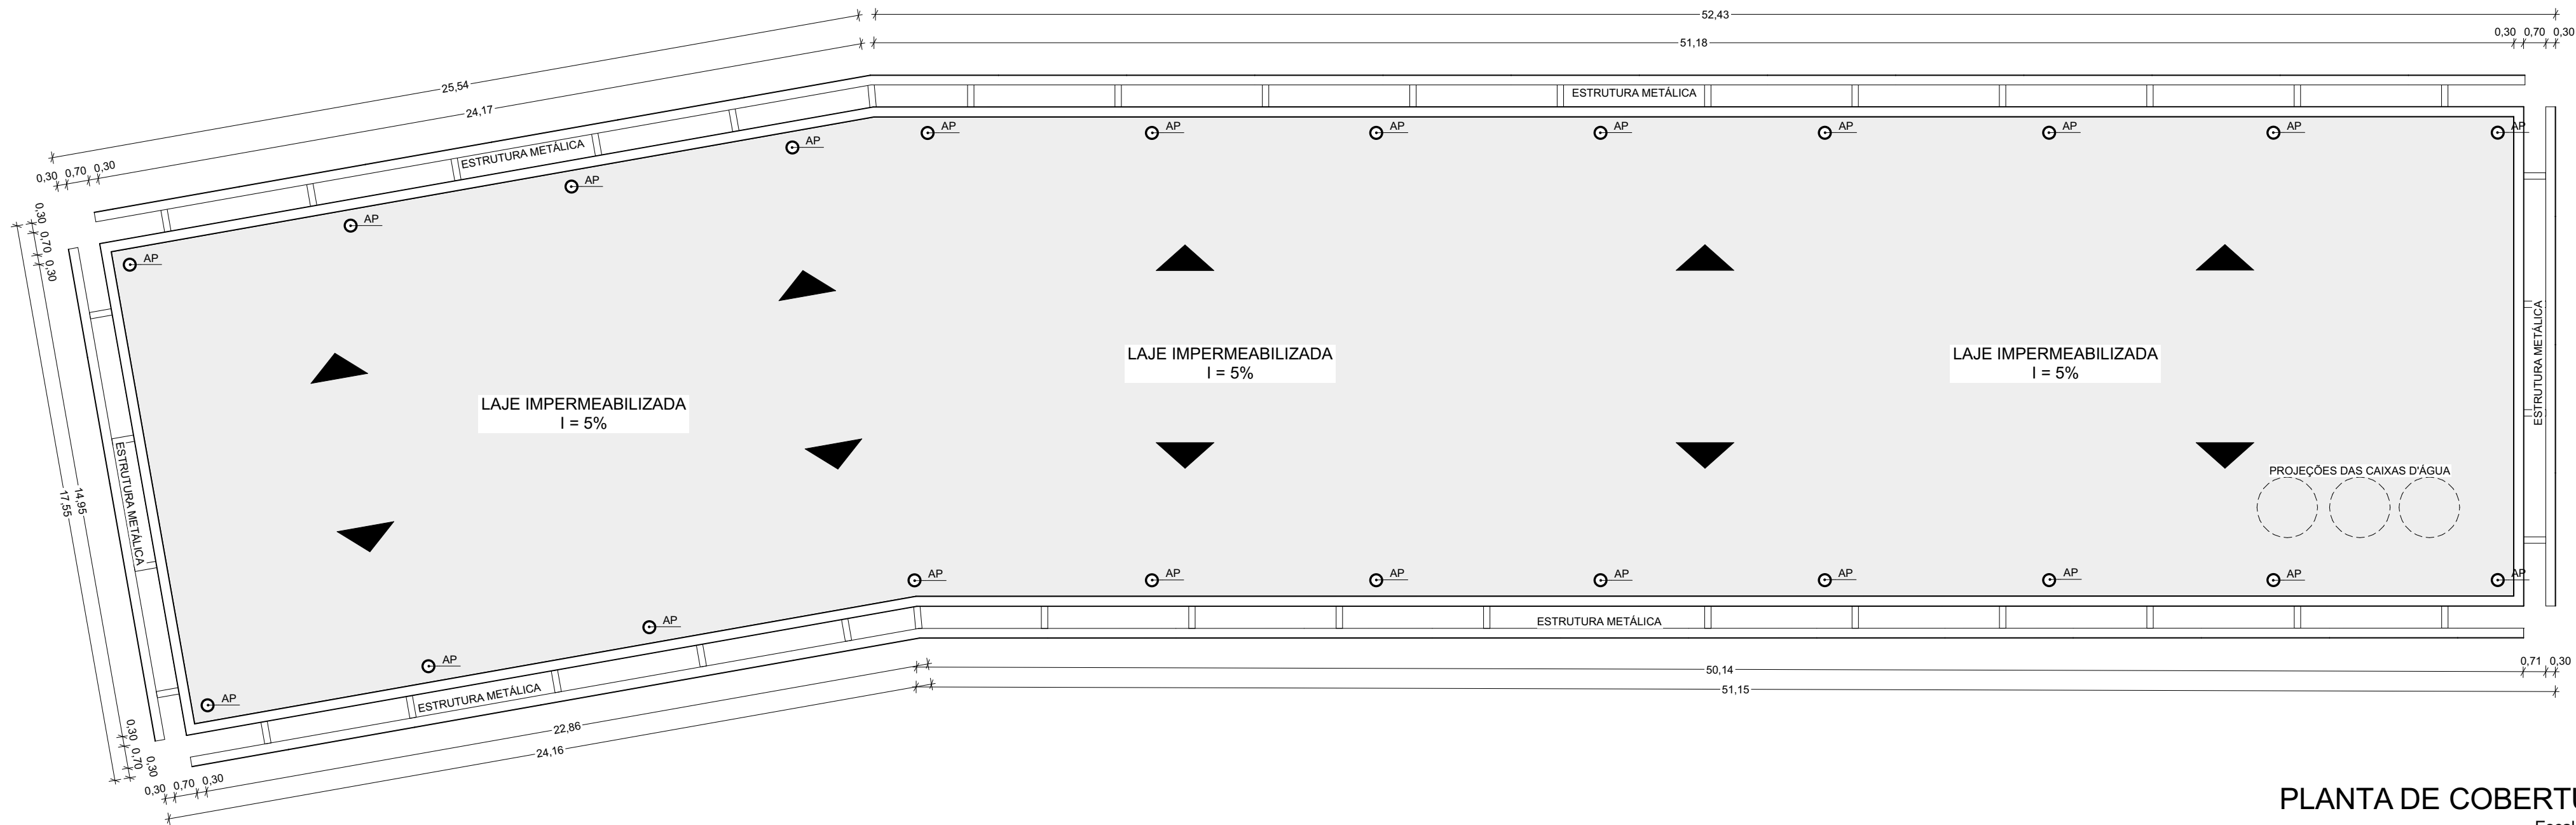 52,43
51,18
0,30 0,70 0,30
25,54
24,17
0,30 0,70 0,30
ESTRUTURA METÁLICA
ESTRUTURA METÁLICA
AP AP AP AP AP AP AP AP
AP
AP
AP
AP
0,30
0,70
0,30
ESTRUTURA METÁLICA
LAJE IMPERMEABILIZADA
I = 5%
LAJE IMPERMEABILIZADA
I = 5%
LAJE IMPERMEABILIZADA
I = 5%
ESTRUTURA METÁLICA
14,95
17,55
PROJEÇÕES DAS CAIXAS D'ÁGUA
AP AP AP AP AP AP AP AP
AP
AP
AP
ESTRUTURA METÁLICA
ESTRUTURA METÁLICA
50,14
0,71 0,30
51,15
0,30
0,70
0,30
0,30 0,70 0,30
22,86
24,16
PLANTA DE COBERTU